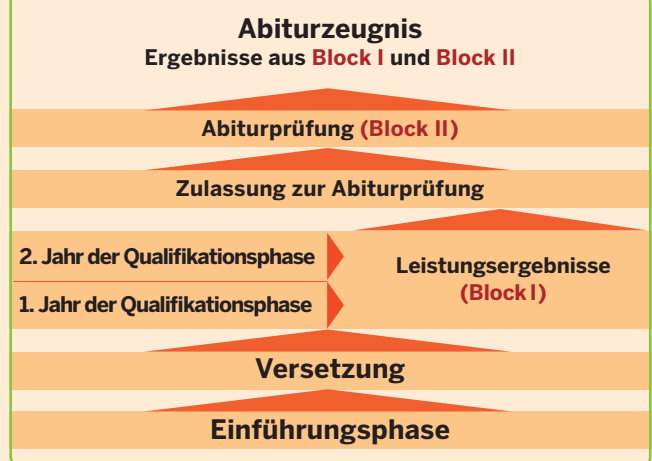 Abiturzeugnis
Ergebnisse aus Block I und Block II
Abiturprüfung (Block II)
Zulassung zur Abiturprüfung
2. Jahr der Qualifikationsphase
1. Jahr der Qualifikationsphase
Leistungsergebnisse
(Block I)
Versetzung
Einführungsphase